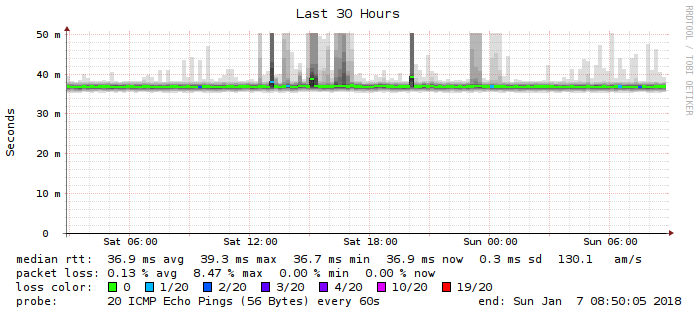 Last 30 Hours
RRDTOOL / TOBI OETIKER
50 m
40 m
30 m
20 m
10 m
0
Seconds
Sat 06:00 Sat 12:00 Sat 18:00 Sun 00:00 Sun 06:00
median rtt: 36.9 ms avg 39.3 ms max 36.7 ms min 36.9 ms now 0.3 ms sd 130.1 am/s
packet loss: 0.13 % avg 8.47 % max 0.00 % min 0.00 % now
loss color: 0 1/20 2/20 3/20 4/20 10/20 19/20
probe: 20 ICMP Echo Pings (56 Bytes) every 60s end: Sun Jan 7 08:50:05 2018